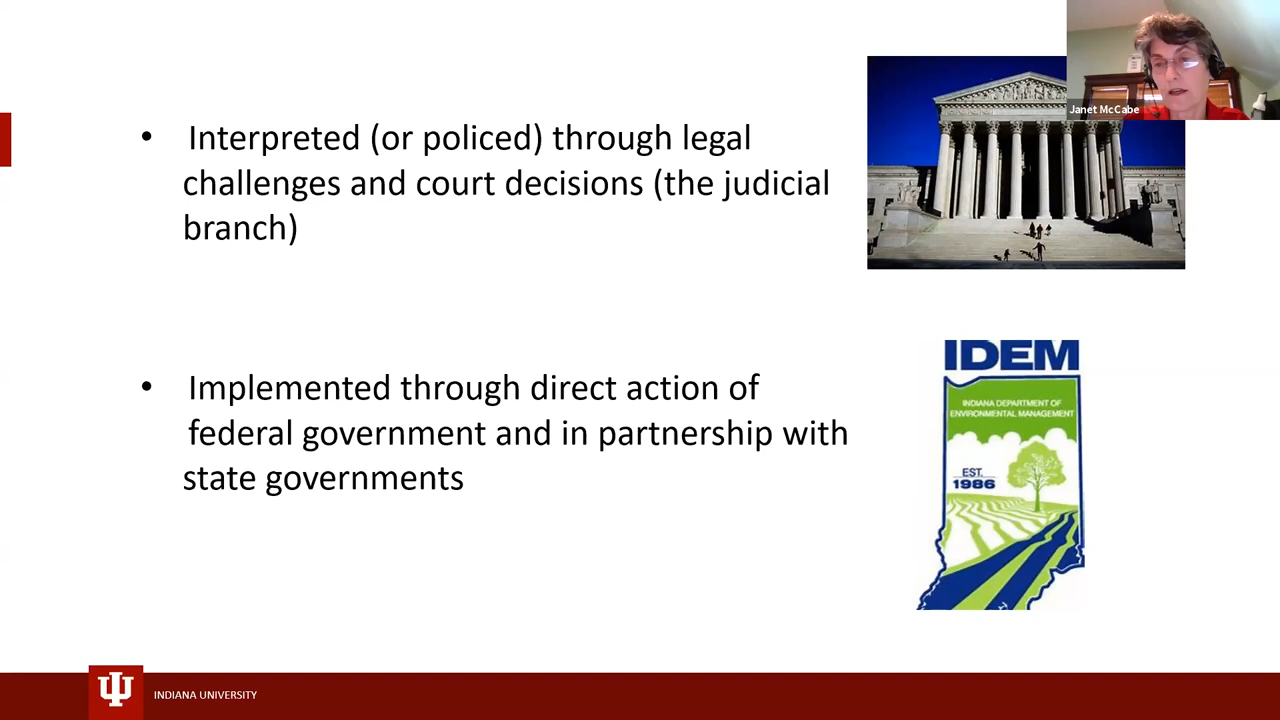 Janet McCabe
• Interpreted (or policed) through legal
challenges and court decisions (the judicial
branch)
• Implemented through direct action of
federal government and in partnership with
state governments
IDEM
INDIANA DEPARTMENT OF
ENVIRONMENTAL MANAGEMENT
EST.
1986
INDIANA UNIVERSITY